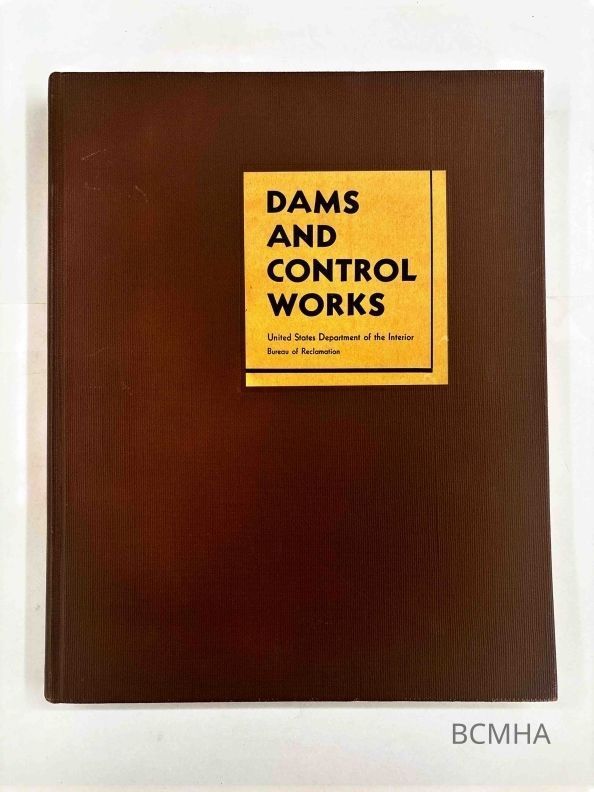 DAMS
AND
CONTROL
WORKS
United States Department of the Interior
Bureau of Reclamation
BCMHA